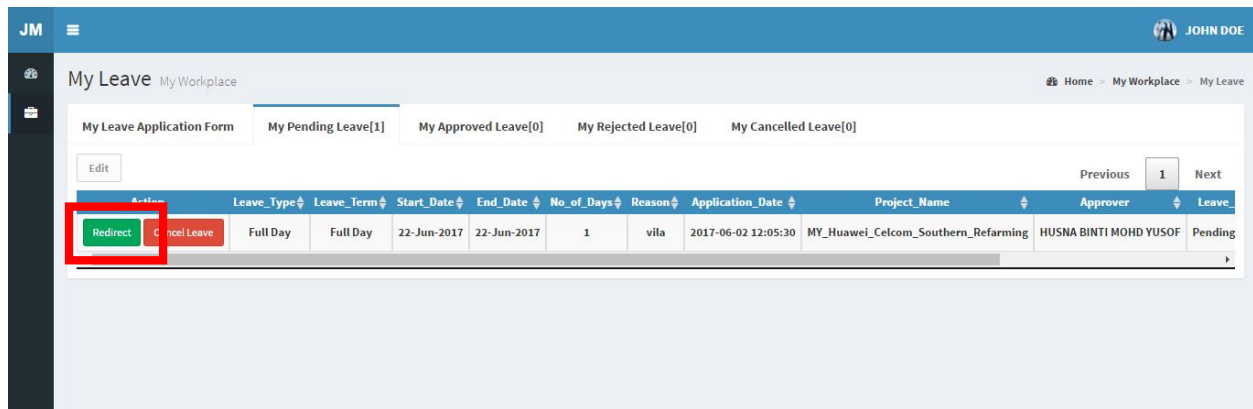 JM JOHN DOE
My Leave My Workplace Home > My Workplace > My Leave
My Leave Application Form My Pending Leave[1] My Approved Leave[0] My Rejected Leave[0] My Cancelled Leave[0]
Edit Previous 1 Next
Action Leave_Type Leave_Term Start_Date End_Date No_of_Days Reason Application_Date Project_Name Approver Leave_
Redirect Cancel Leave Full Day Full Day 22-Jun-2017 22-Jun-2017 1 vila 2017-06-02 12:05:30 MY_Huawei_Celcom_Southern_Refarming HUSNA BINTI MOHD YUSOF Pending